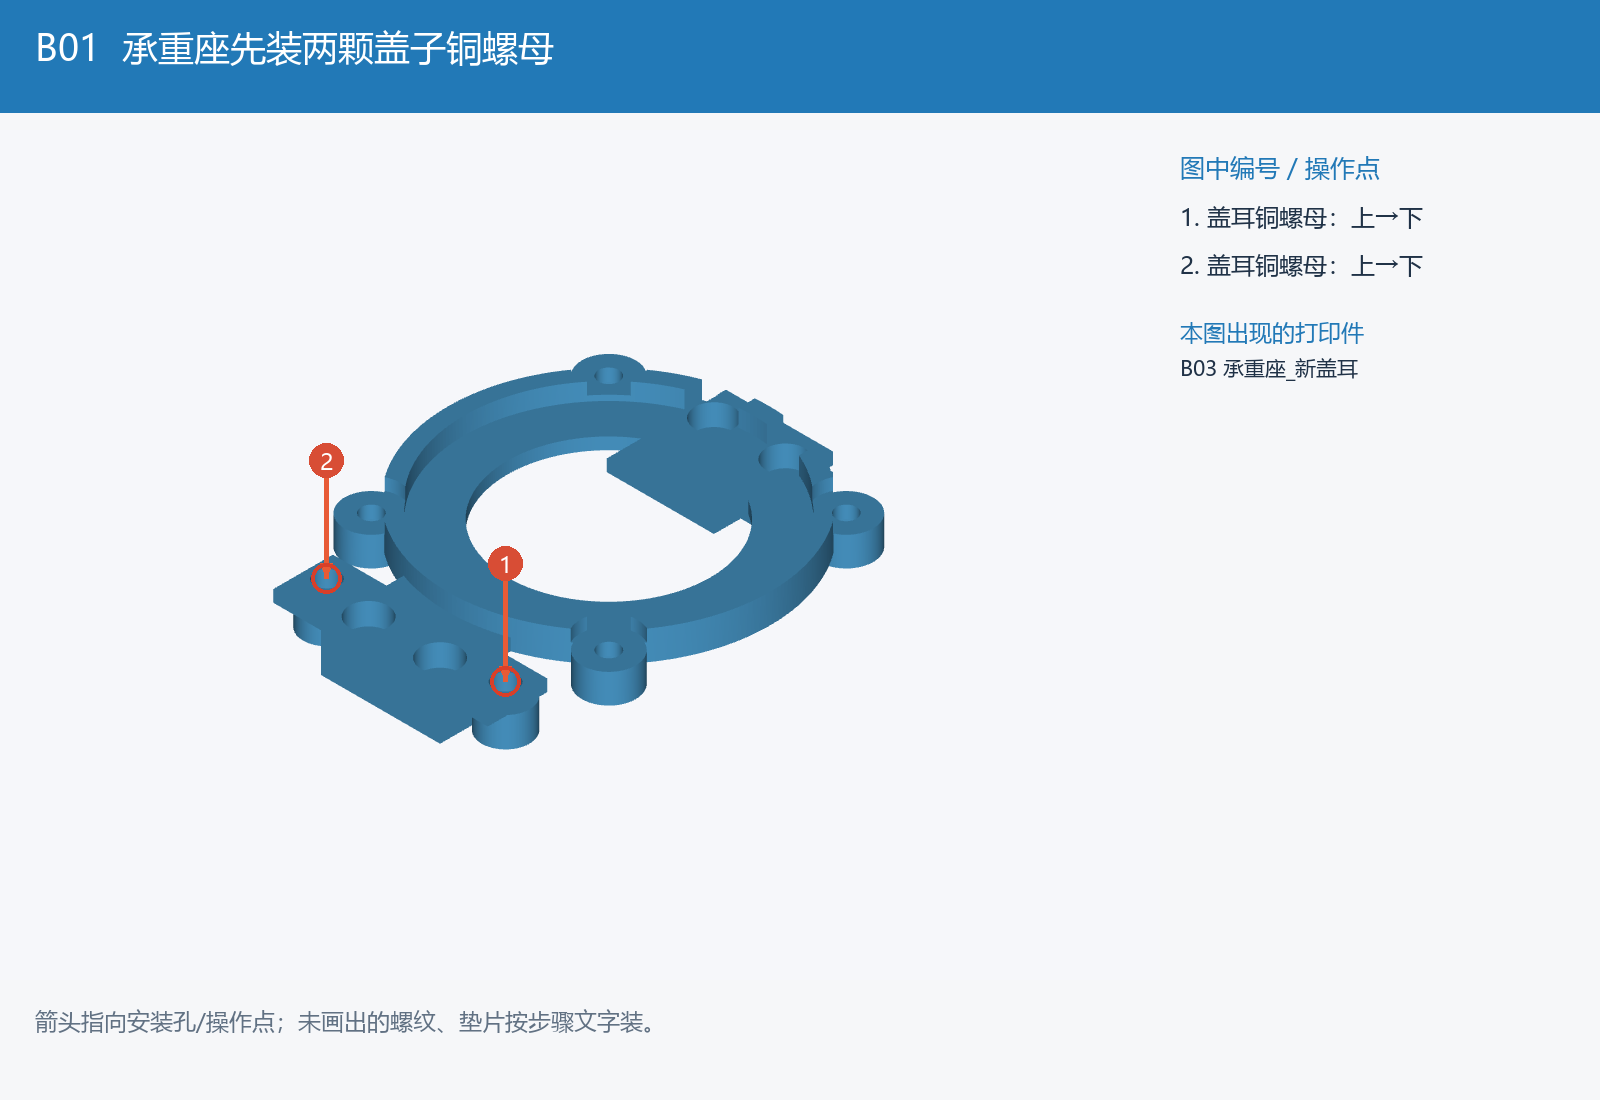 B01 承重座先装两颗盖子铜螺母
图中编号 / 操作点
1. 盖耳铜螺母：上→下
2. 盖耳铜螺母：上→下
本图出现的打印件
B03 承重座_新盖耳
2
1
箭头指向安装孔/操作点；未画出的螺纹、垫片按步骤文字装。